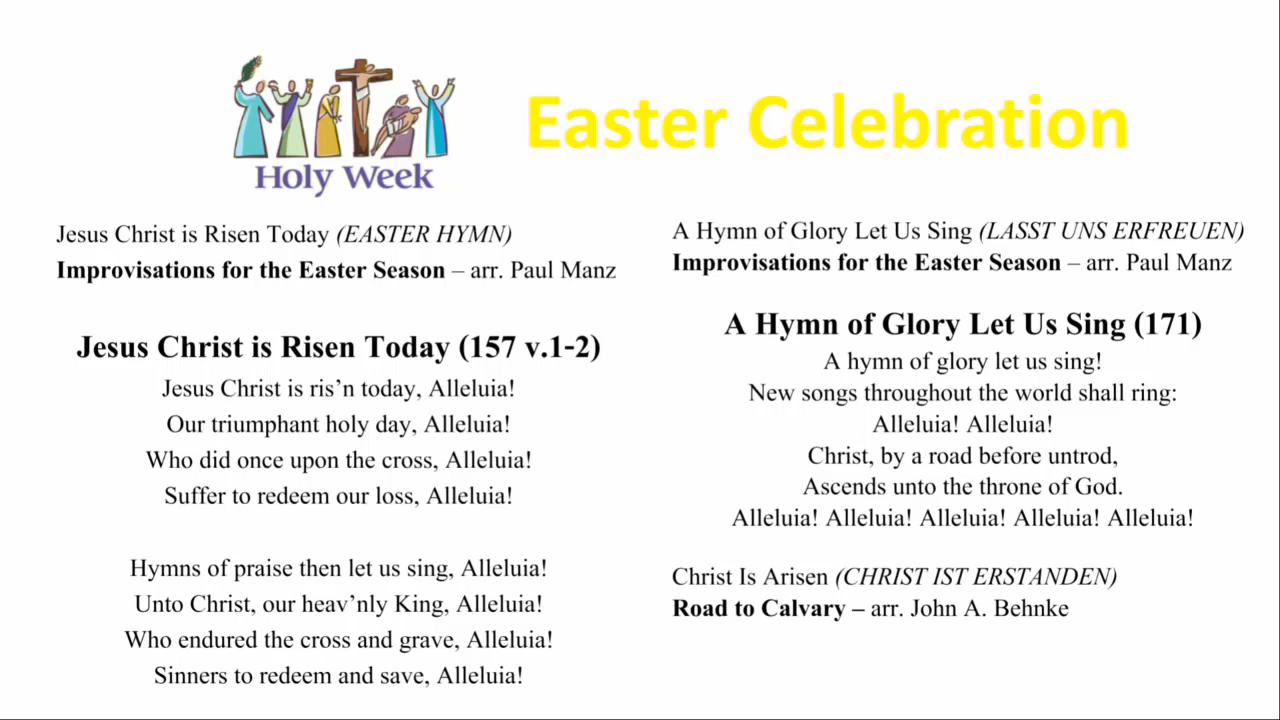 Holy Week
Easter Celebration
Jesus Christ is Risen Today (EASTER HYMN)
Improvisations for the Easter Season – arr. Paul Manz
Jesus Christ is Risen Today (157 v.1-2)
Jesus Christ is ris’n today, Alleluia!
Our triumphant holy day, Alleluia!
Who did once upon the cross, Alleluia!
Suffer to redeem our loss, Alleluia!
Hymns of praise then let us sing, Alleluia!
Unto Christ, our heav’nly King, Alleluia!
Who endured the cross and grave, Alleluia!
Sinners to redeem and save, Alleluia!
A Hymn of Glory Let Us Sing (LASST UNS ERFREUEN)
Improvisations for the Easter Season – arr. Paul Manz
A Hymn of Glory Let Us Sing (171)
A hymn of glory let us sing!
New songs throughout the world shall ring:
Alleluia! Alleluia!
Christ, by a road before untrod,
Ascends unto the throne of God.
Alleluia! Alleluia! Alleluia! Alleluia! Alleluia!
Christ Is Arisen (CHRIST IST ERSTANDEN)
Road to Calvary – arr. John A. Behnke